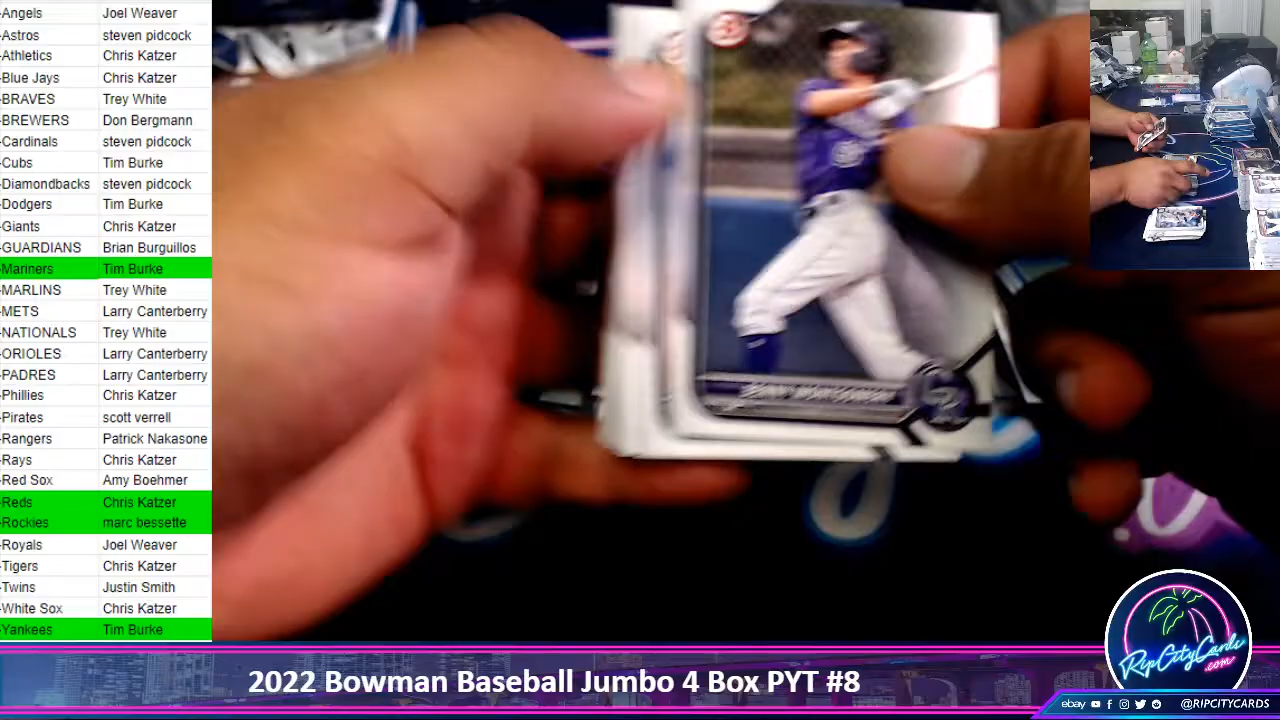 -Angels Joel Weaver
-Astros steven pidcock
-Athletics Chris Katzer
-Blue Jays Chris Katzer
-BRAVES Trey White
-BREWERS Don Bergmann
-Cardinals steven pidcock
-Cubs Tim Burke
-Diamondbacks steven pidcock
-Dodgers Tim Burke
-Giants Chris Katzer
-GUARDIANS Brian Burguillos
-Mariners Tim Burke
-MARLINS Trey White
-METS Larry Canterberry
-NATIONALS Trey White
-ORIOLES Larry Canterberry
-PADRES Larry Canterberry
-Phillies Chris Katzer
-Pirates scott verrell
-Rangers Patrick Nakasone
-Rays Chris Katzer
-Red Sox Amy Boehmer
-Reds Chris Katzer
-Rockies marc bessette
-Royals Joel Weaver
-Tigers Chris Katzer
-Twins Justin Smith
-White Sox Chris Katzer
-Yankees Tim Burke
RipCityCards
.com
2022 Bowman Baseball Jumbo 4 Box PYT #8
ebay @RIPCITYCARDS